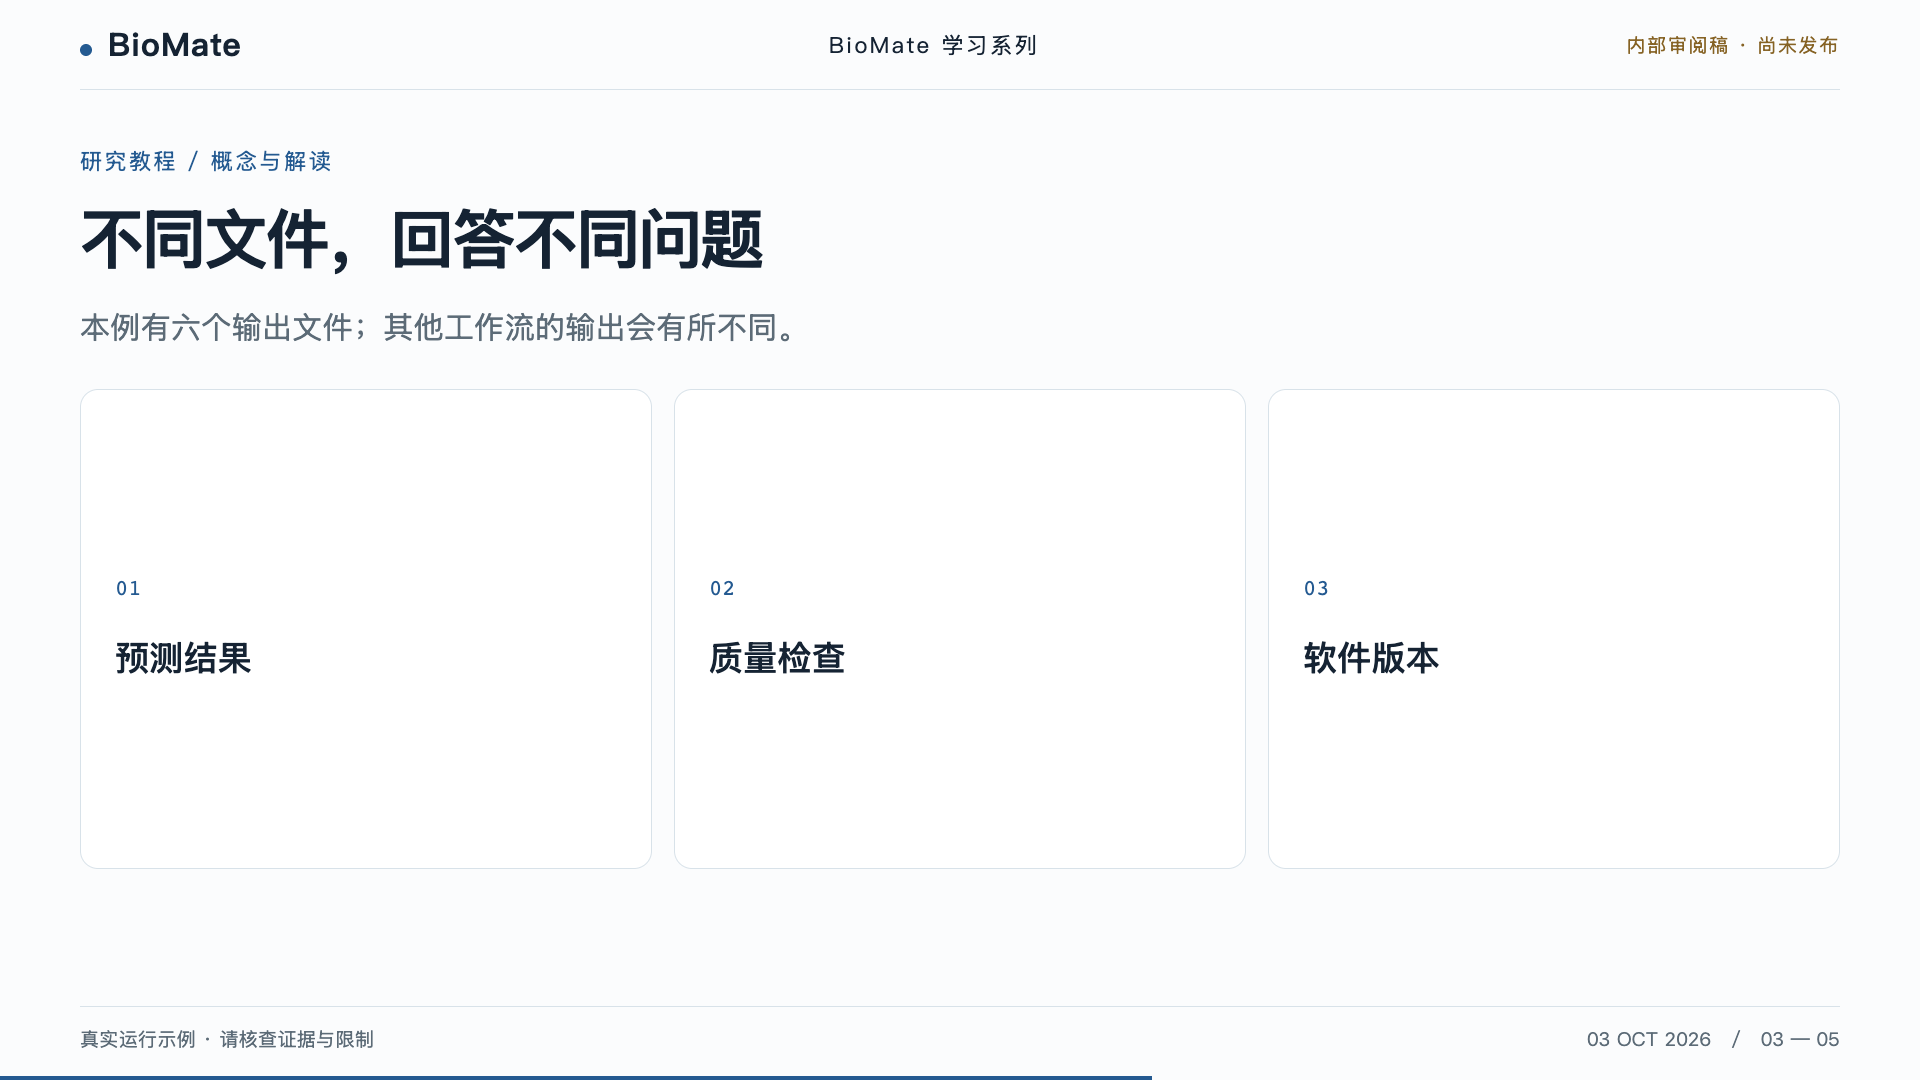 BioMate
BioMate 学习系列
内部审阅稿 · 尚未发布
研究教程 / 概念与解读
不同文件，回答不同问题
本例有六个输出文件；其他工作流的输出会有所不同。
01
预测结果
02
质量检查
03
软件版本
真实运行示例 · 请核查证据与限制
03 OCT 2026 / 03 — 05